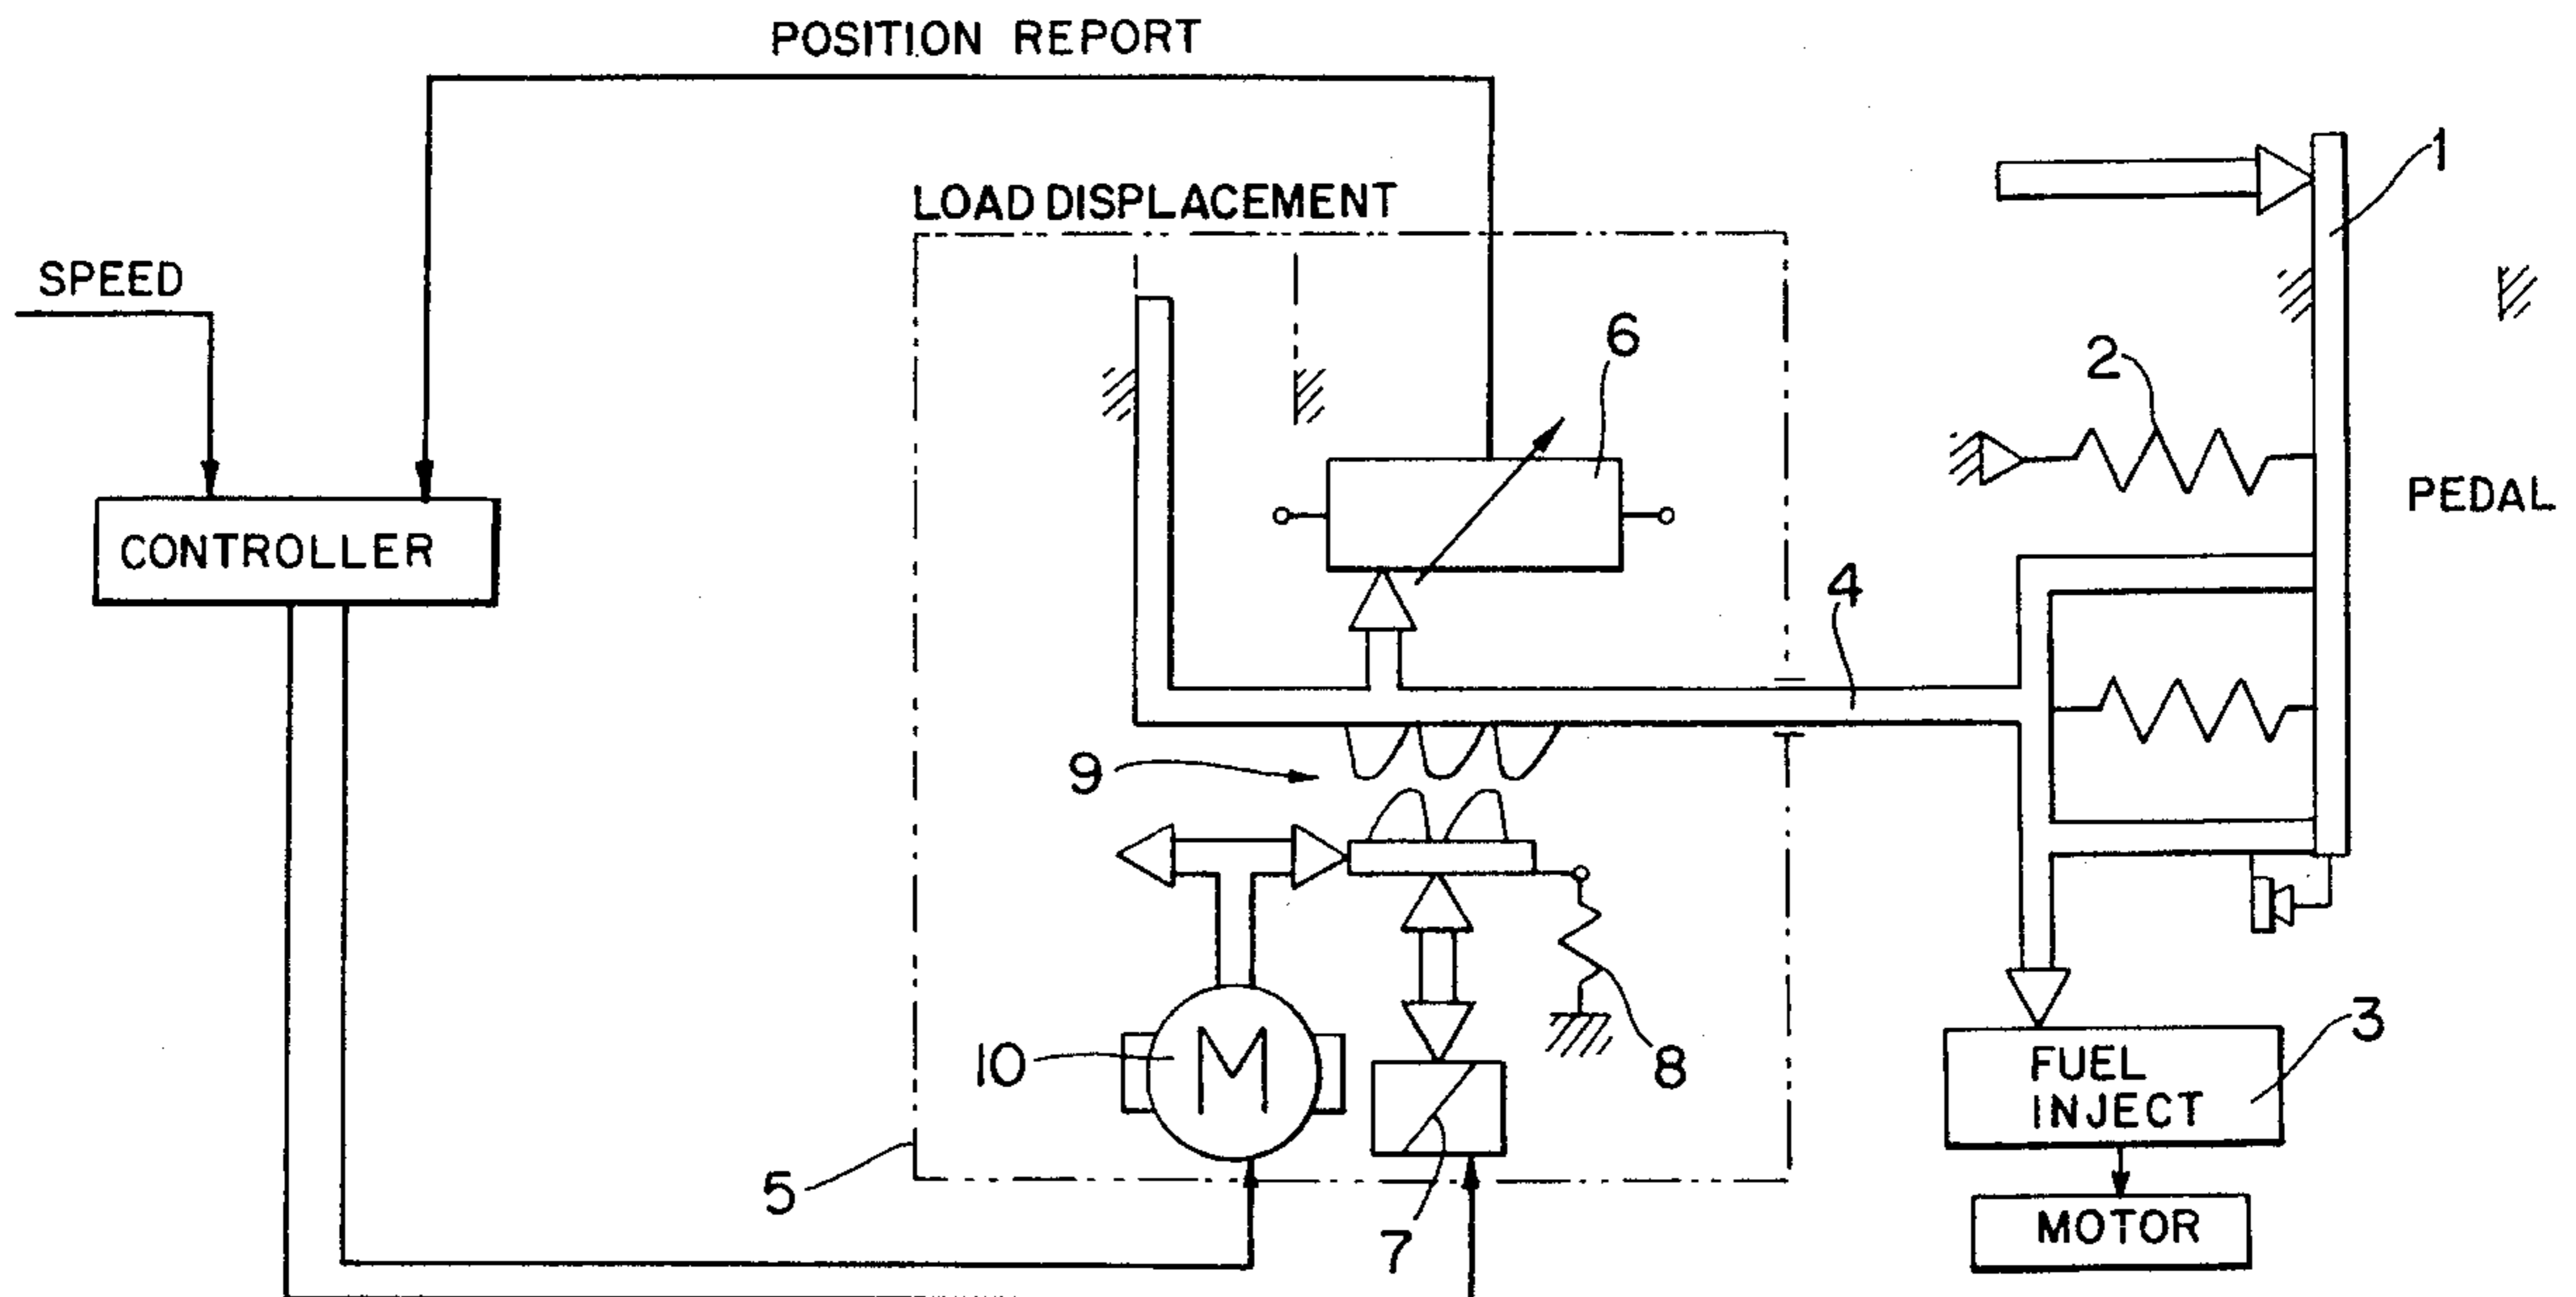 POSITION REPORT
1
LOAD DISPLACEMENT
SPEED
6
2
PEDAL
CONTROLLER
4
9
10
M
8
3
FUEL
INJECT
5
7
MOTOR